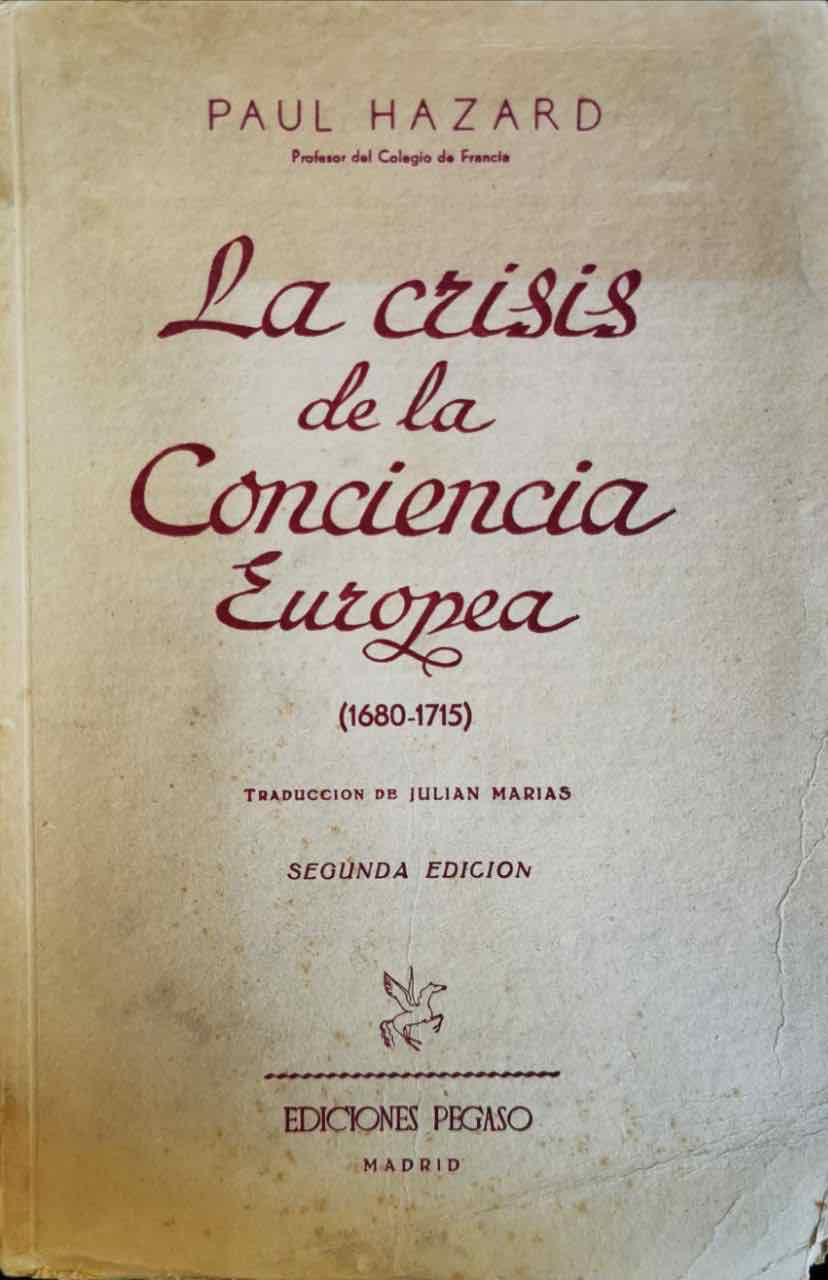 PAUL HAZARD
Profesor del Colegio de Francia
La crisis
de la
Conciencia
Europea
(1680-1715)
TRADUCCION DE JULIAN MARIAS
SEGUNDA EDICION
EDICIONES PEGASO
MADRID